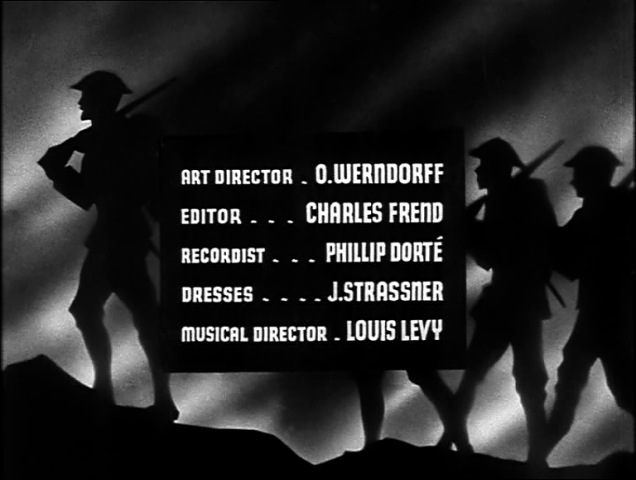 ART DIRECTOR . O.WERNDORFF
EDITOR . . . CHARLES FREND
RECORDIST . . . PHILLIP DORTÉ
DRESSES . . . . J.STRASSNER
MUSICAL DIRECTOR . LOUIS LEVY